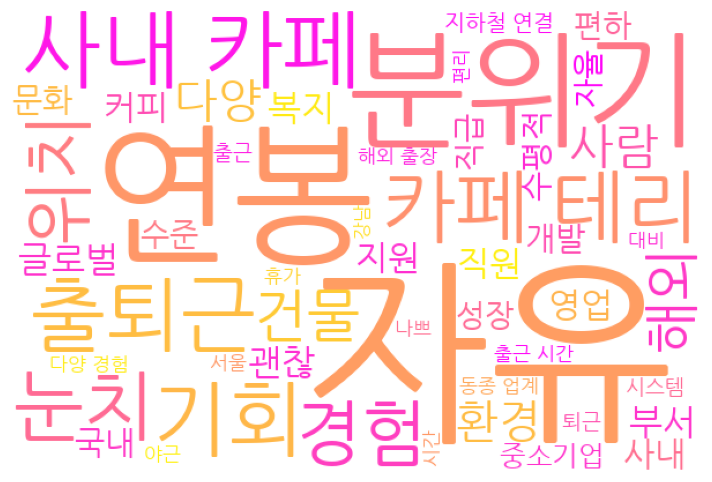 사내 카페
분위기
지하철 연결
편하
편리
자율
문화
커피
다양
복지
위치
연봉
출근
해외 출장
직급
수평적
사람
카페테리
강남
수준
글로벌
지원
직원
개발
대비
해외
출퇴근
건물
휴가
자유
영업
나쁘
성장
다양 경험
서울
괜찮
출근 시간
눈치
기회
경험
동종 업계
시스템
환경
퇴근
부서
국내
야근
시간
중소기업
사내